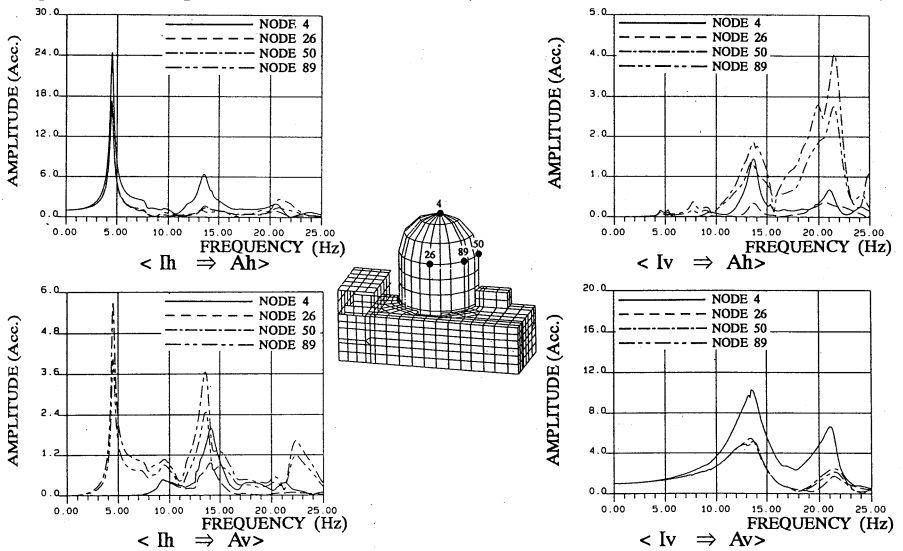 AMPLITUDE (Acc.)
30.0
24.0
18.0
12.0
6.0
0.0
NODE 4
NODE 26
NODE 50
NODE 89
0.00 5.00 10.00 15.00 20.00 25.00
FREQUENCY (Hz)
< Ih ⇒ Ah>
AMPLITUDE (Acc.)
5.0
4.0
3.0
2.0
1.0
0.0
NODE 4
NODE 26
NODE 50
NODE 89
0.00 5.00 10.00 15.00 20.00 25.00
FREQUENCY (Hz)
< Iv ⇒ Ah>
4
26
89
50
AMPLITUDE (Acc.)
6.0
4.8
3.6
2.4
1.2
0.0
NODE 4
NODE 26
NODE 50
NODE 89
0.00 5.00 10.00 15.00 20.00 25.00
FREQUENCY (Hz)
< Ih ⇒ Av>
AMPLITUDE (Acc.)
20.0
16.0
12.0
8.0
4.0
0.0
NODE 4
NODE 26
NODE 50
NODE 89
0.00 5.00 10.00 15.00 20.00 25.00
FREQUENCY (Hz)
< Iv ⇒ Av>